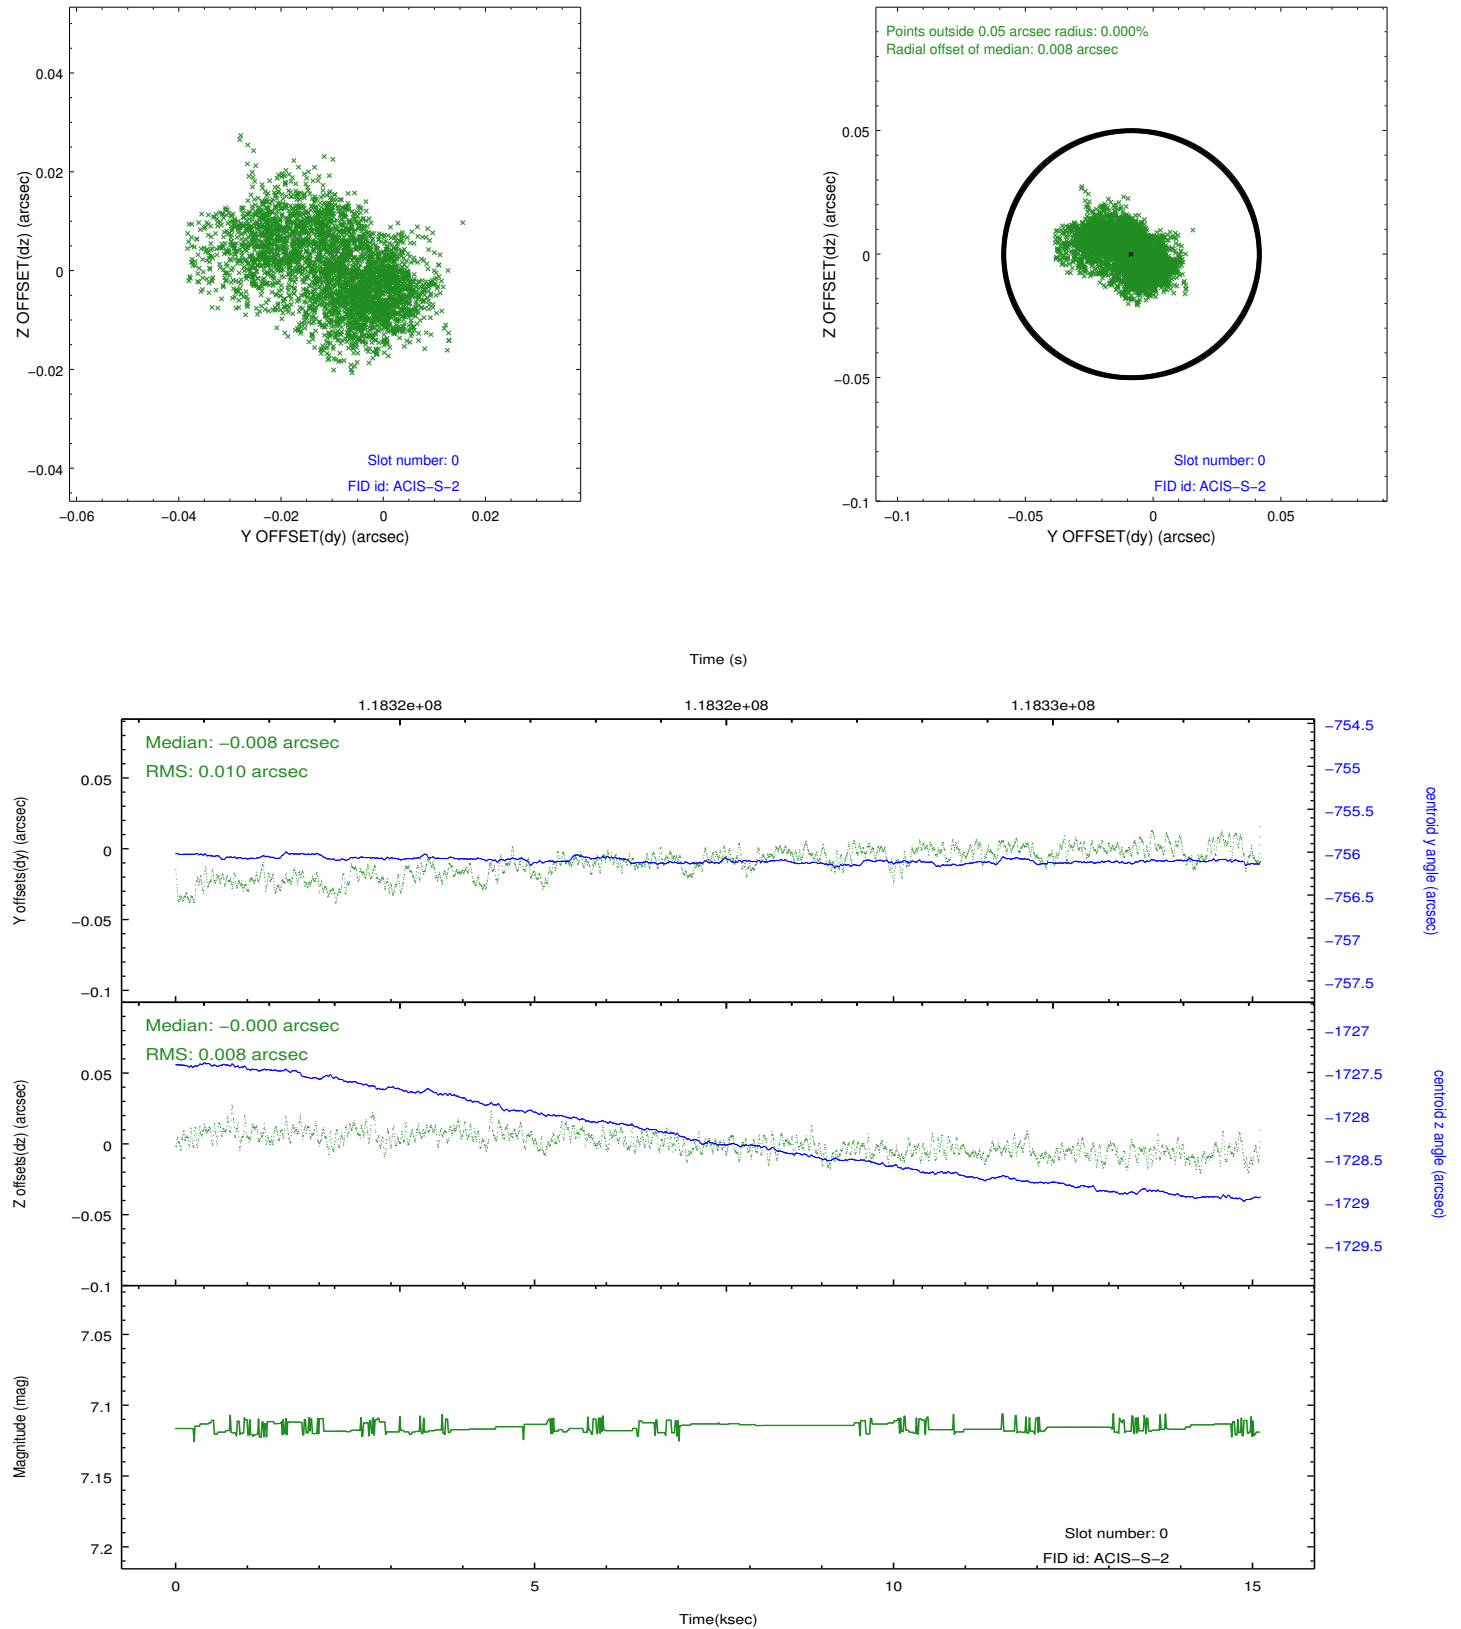 0.04
0.02
0
−0.02
−0.04
Z OFFSET(dz) (arcsec)
Slot number: 0
FID id: ACIS−S−2
−0.06
−0.04
−0.02
0
0.02
Y OFFSET(dy) (arcsec)
Points outside 0.05 arcsec radius: 0.000%
Radial offset of median: 0.008 arcsec
0.05
0
−0.05
−0.1
Z OFFSET(dz) (arcsec)
Slot number: 0
FID id: ACIS−S−2
−0.1
−0.05
0
0.05
Y OFFSET(dy) (arcsec)
Time (s)
1.1832e+08
1.1832e+08
1.1833e+08
Median: −0.008 arcsec
RMS: 0.010 arcsec
0.05
0
−0.05
−0.1
Y offsets(dy) (arcsec)
−754.5
−755
−755.5
−756
−756.5
−757
−757.5
centroid y angle (arcsec)
Median: −0.000 arcsec
RMS: 0.008 arcsec
0.05
0
−0.05
−0.1
Z offsets(dz) (arcsec)
−1727
−1727.5
−1728
−1728.5
−1729
−1729.5
centroid z angle (arcsec)
7.05
7.1
7.15
7.2
Magnitude (mag)
Slot number: 0
FID id: ACIS−S−2
0
5
10
15
Time(ksec)